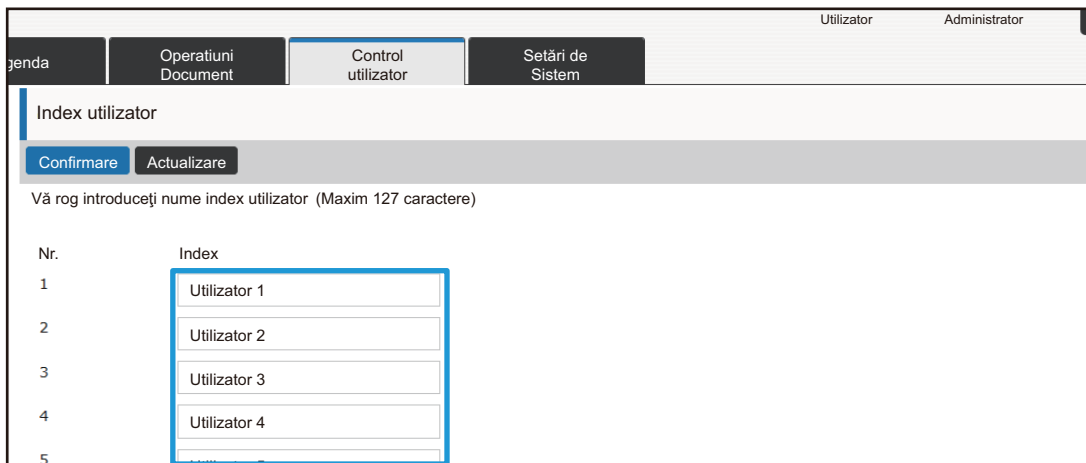 Utilizator Administrator
genda
Operatiuni
Document
Control
utilizator
Setări de
Sistem
Index utilizator
Confirmare Actualizare
Vă rog introduceţi nume index utilizator (Maxim 127 caractere)
Nr. Index
1 Utilizator 1
2 Utilizator 2
3 Utilizator 3
4 Utilizator 4
5